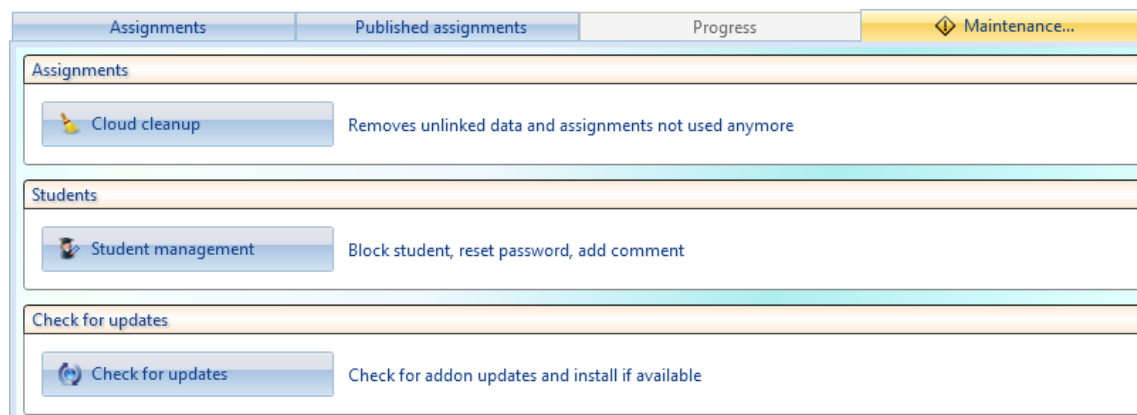 Assignments
Published assignments
Progress
Maintenance...
Assignments
Cloud cleanup
Removes unlinked data and assignments not used anymore
Students
Student management
Block student, reset password, add comment
Check for updates
Check for updates
Check for addon updates and install if available